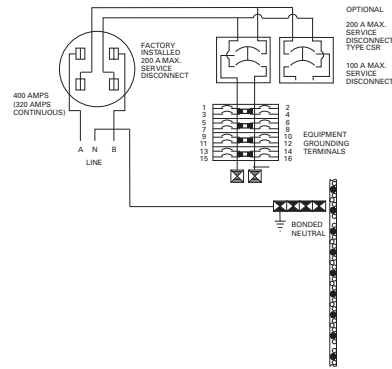 OPTIONAL
200 A MAX.
SERVICE
DISCONNECT
TYPE CSR
100 A MAX.
SERVICE
DISCONNECT
FACTORY
INSTALLED
200 A MAX.
SERVICE
DISCONNECT
400 AMPS
(320 AMPS
CONTINUOUS)
A N B
LINE
1 2
3 4
5 6
7 8
9 10
11 12
13 14
15 16
EQUIPMENT
GROUNDING
TERMINALS
BONDED
NEUTRAL